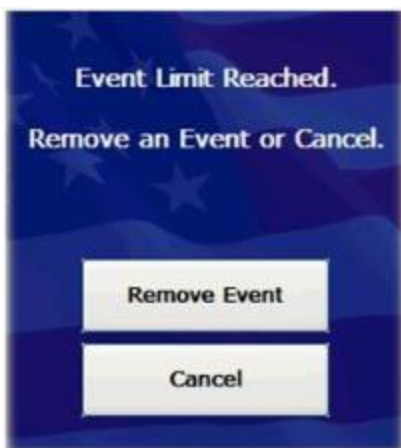 Event Limit Reached.
Remove an Event or Cancel.
Remove Event
Cancel